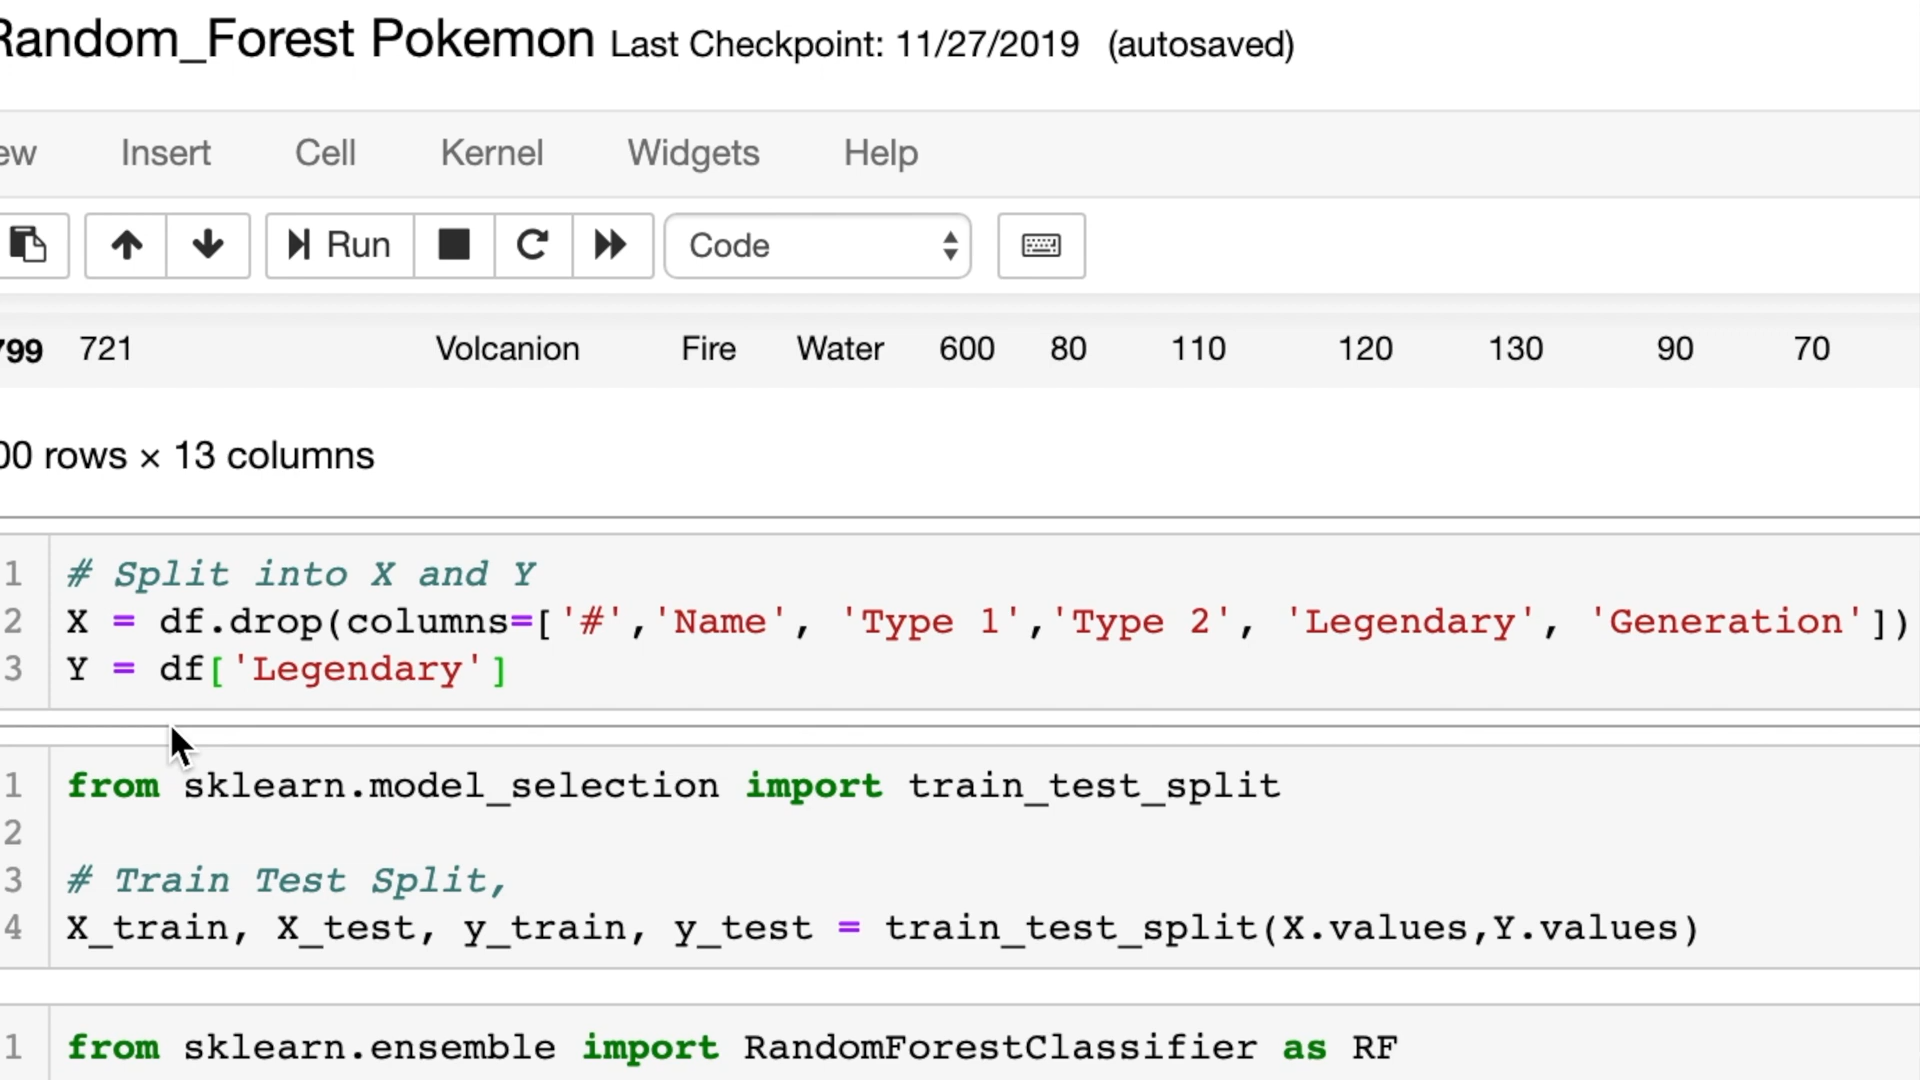 Random_Forest Pokemon Last Checkpoint: 11/27/2019 (autosaved)
ew Insert Cell Kernel Widgets Help
Run Code
799 721 Volcanion Fire Water 600 80 110 120 130 90 70
00 rows × 13 columns
1 # Split into X and Y
2 X = df.drop(columns=['#','Name', 'Type 1','Type 2', 'Legendary', 'Generation'])
3 Y = df['Legendary']
1 from sklearn.model_selection import train_test_split
2
3 # Train Test Split,
4 X_train, X_test, y_train, y_test = train_test_split(X.values,Y.values)
1 from sklearn.ensemble import RandomForestClassifier as RF